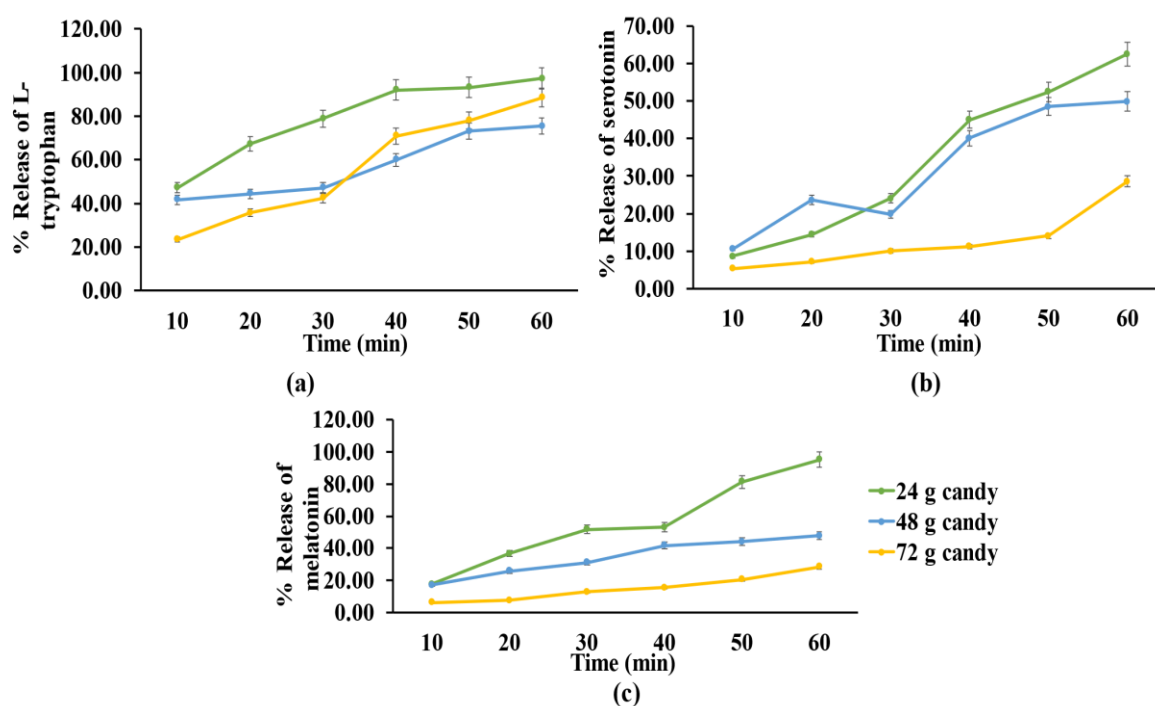 120.00
100.00
80.00
60.00
40.00
20.00
0.00
% Release of L-
tryptophan
10 20 30 40 50 60
Time (min)
(a)
70.00
60.00
50.00
40.00
30.00
20.00
10.00
0.00
% Release of serotonin
10 20 30 40 50 60
Time (min)
(b)
120.00
100.00
80.00
60.00
40.00
20.00
0.00
% Release of
melatonin
10 20 30 40 50 60
Time (min)
(c)
24 g candy
48 g candy
72 g candy